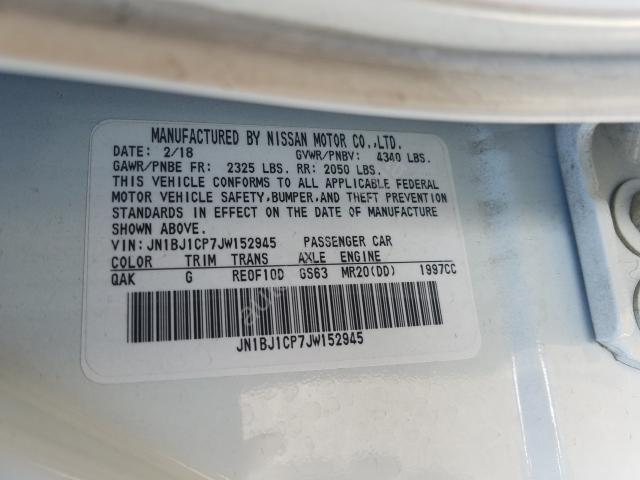 MANUFACTURED BY NISSAN MOTOR CO.,LTD.
DATE: 2/18 GVWR/PNBV: 4340 LBS.
GAWR/PNBE FR: 2325 LBS. RR: 2050 LBS.
THIS VEHICLE CONFORMS TO ALL APPLICABLE FEDERAL
MOTOR VEHICLE SAFETY,BUMPER,AND THEFT PREVENTION
STANDARDS IN EFFECT ON THE DATE OF MANUFACTURE
SHOWN ABOVE.
VIN: JN1BJ1CP7JW152945 PASSENGER CAR
COLOR TRIM TRANS AXLE ENGINE
QAK G RE0F10D GS63 MR20(DD) 1997CC
JN1BJ1CP7JW152945